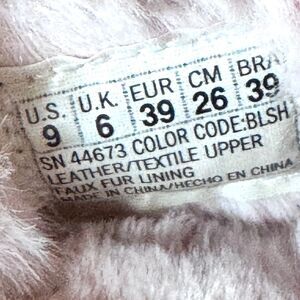 U.S. U.K. EUR CM BRA
9 6 39 26 39
SN 44673 COLOR CODE:BLSH
LEATHER/TEXTILE UPPER
FAUX FUR LINING
MADE IN CHINA/HECHO EN CHINA